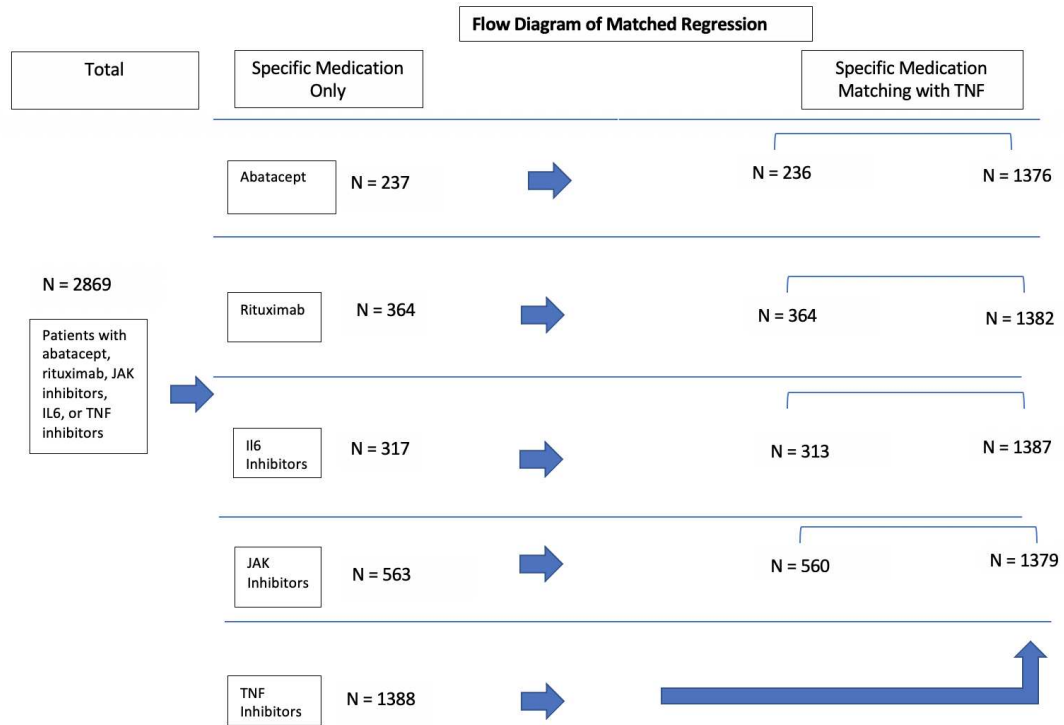 Flow Diagram of Matched Regression
Total
Specific Medication
Only
Specific Medication
Matching with TNF
Abatacept
N = 237
N = 236
N = 1376
N = 2869
Patients with
abatacept,
rituximab, JAK
inhibitors,
IL6, or TNF
inhibitors
Rituximab
N = 364
N = 364
N = 1382
Il6
Inhibitors
N = 317
N = 313
N = 1387
JAK
Inhibitors
N = 563
N = 560
N = 1379
TNF
Inhibitors
N = 1388